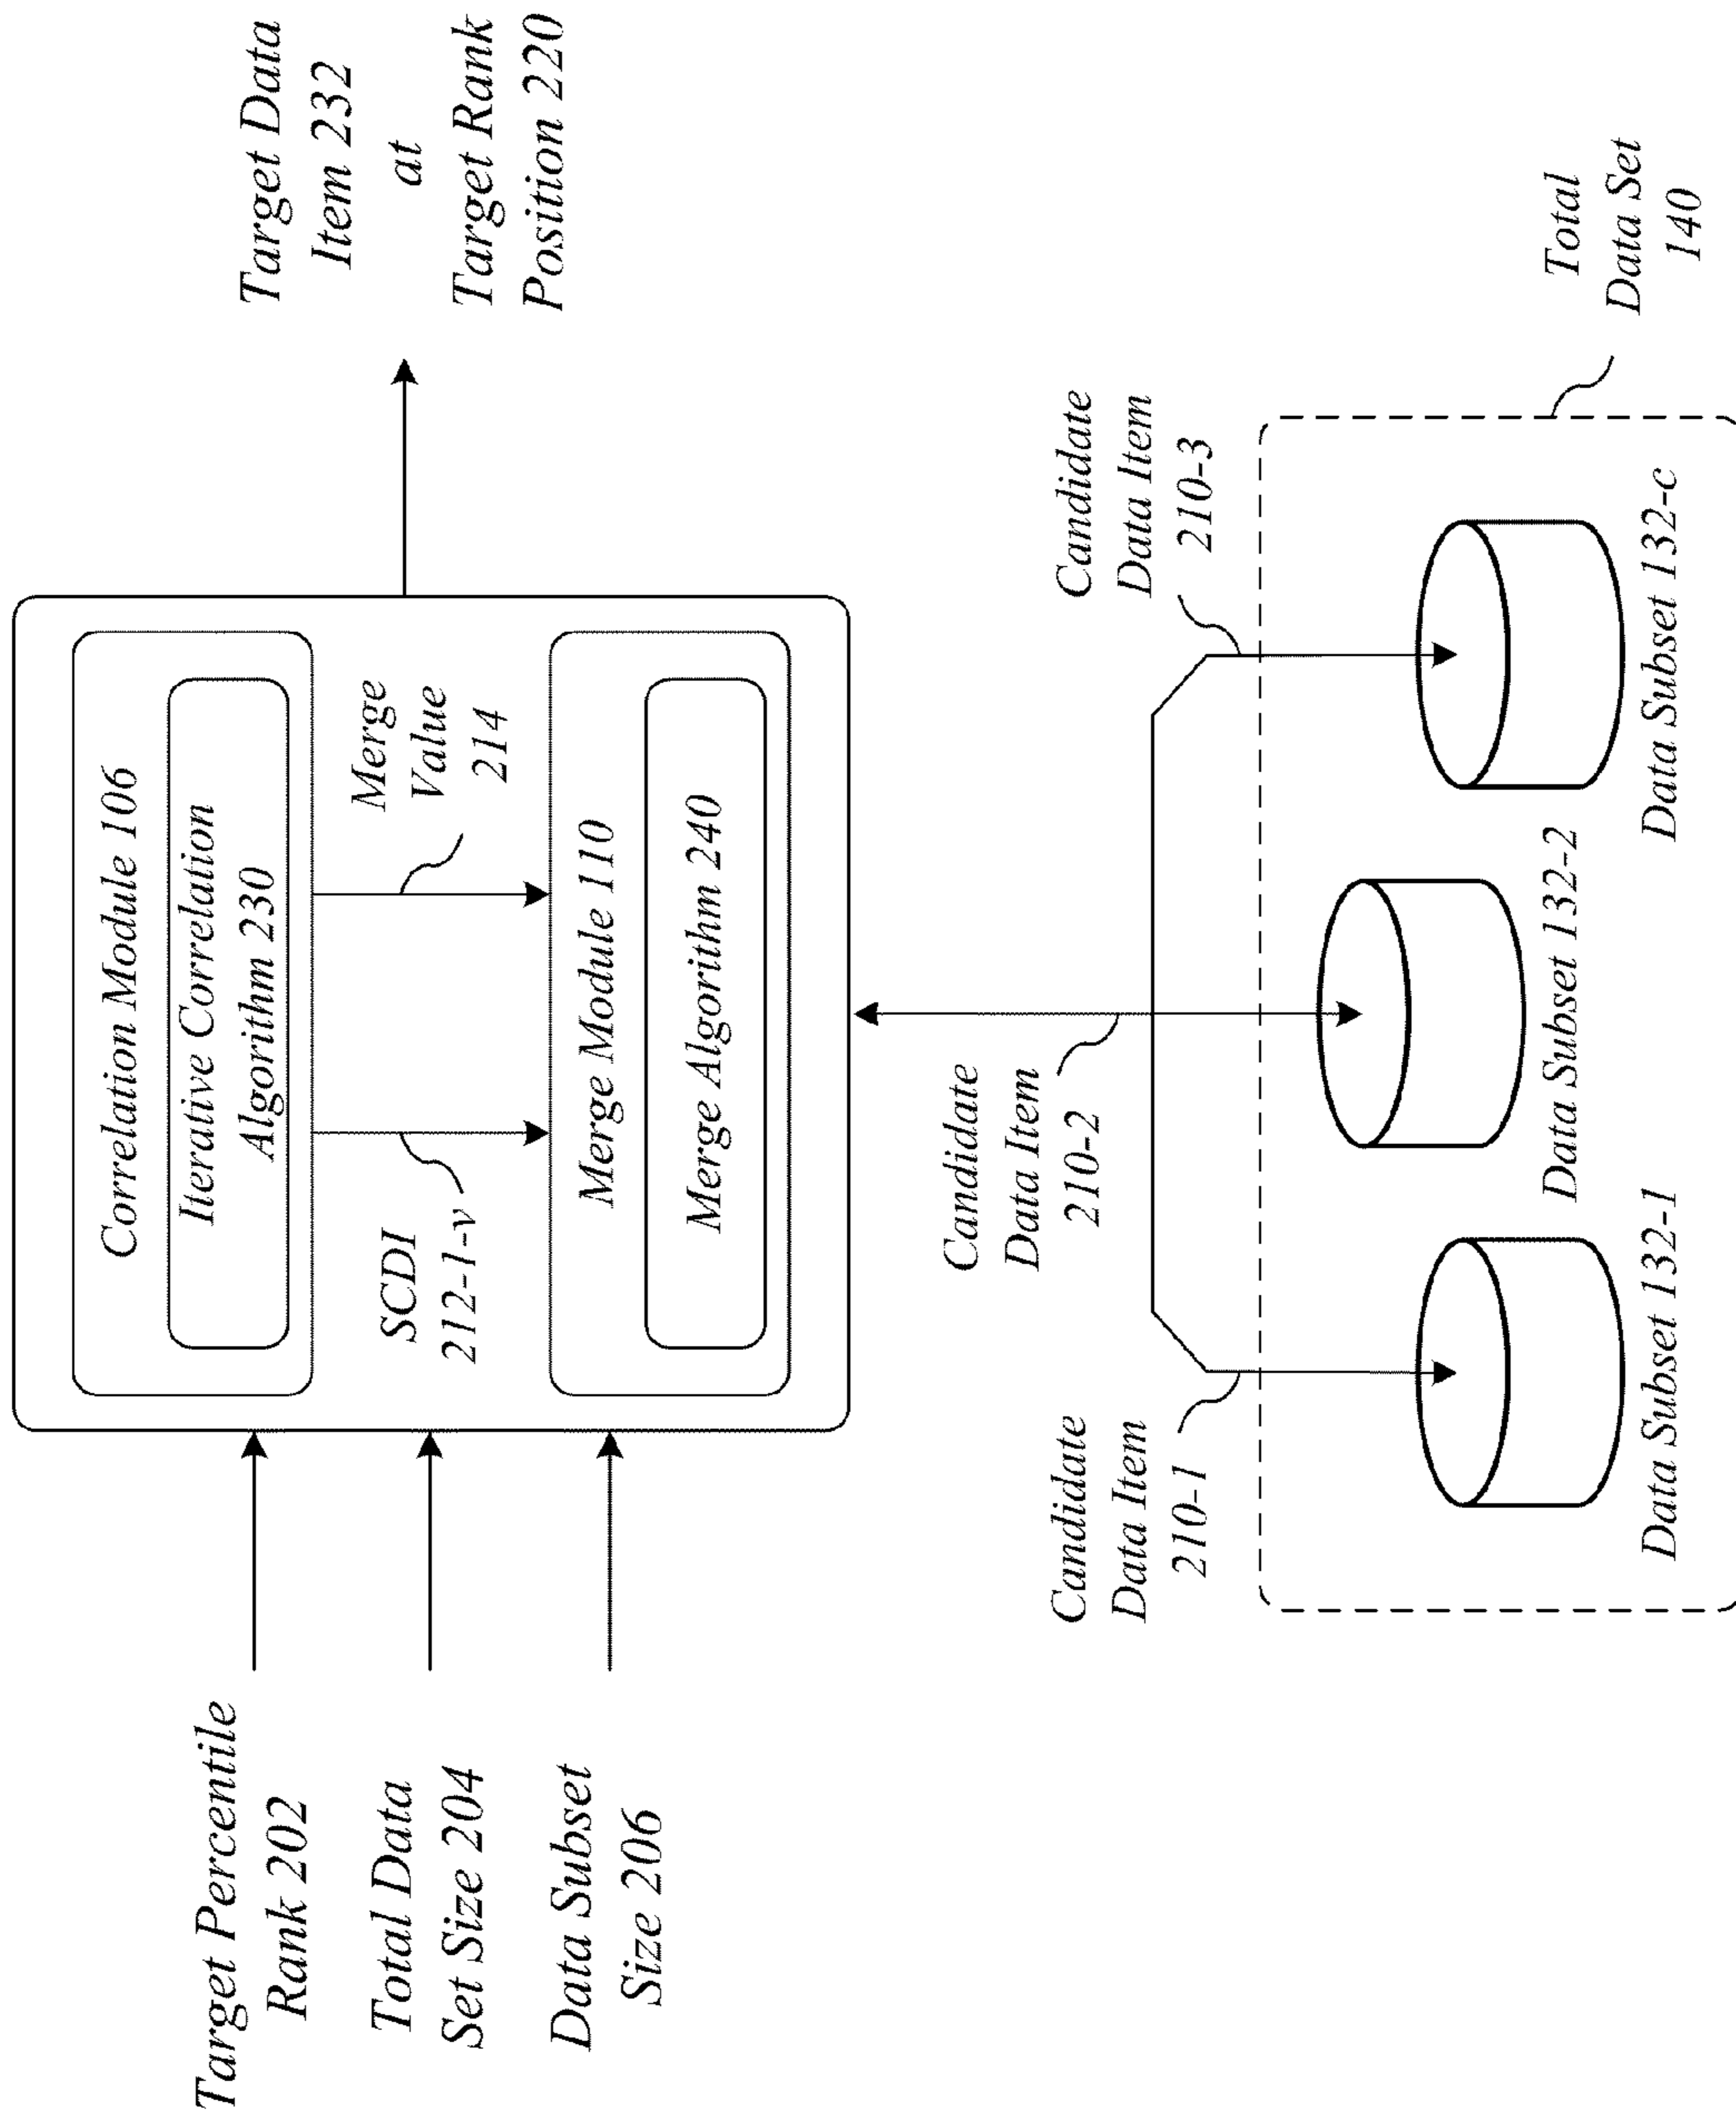 Target Percentile
Rank 202
Total Data
Set Size 204
Data Subset
Size 206
Correlation Module 106
Iterative Correlation
Algorithm 230
SCDI
212-1-v
Merge
Value
214
Merge Module 110
Merge Algorithm 240
Target Data
Item 232
at
Target Rank
Position 220
Candidate
Data Item
210-1
Candidate
Data Item
210-2
Candidate
Data Item
210-3
Data Subset 132-1
Data Subset 132-2
Data Subset 132-c
Total
Data Set
140